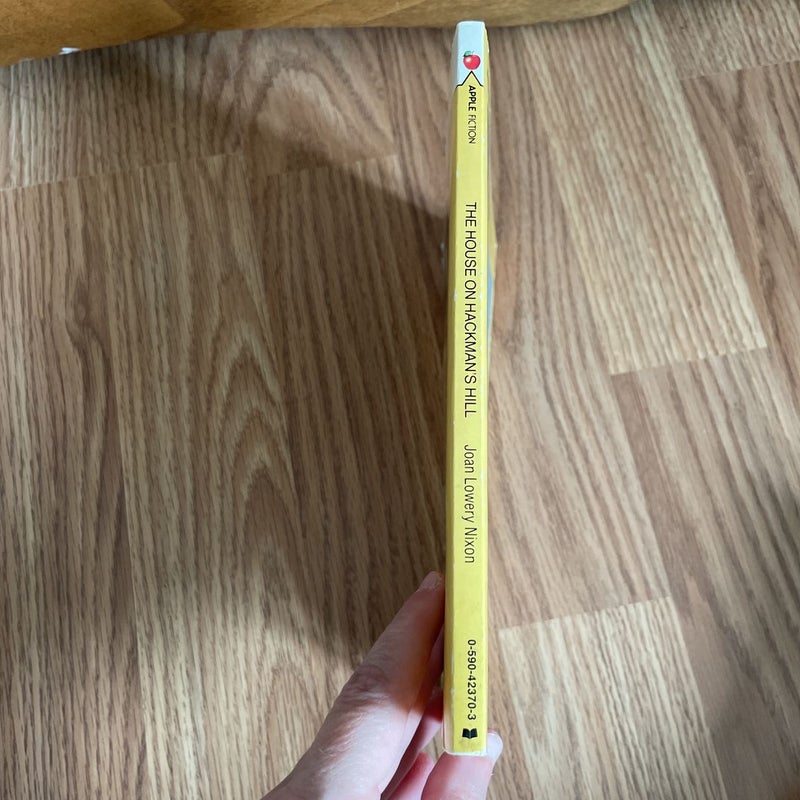 APPLE FICTION
THE HOUSE ON HACKMAN'S HILL
Joan Lowery Nixon
0-590-42370-3